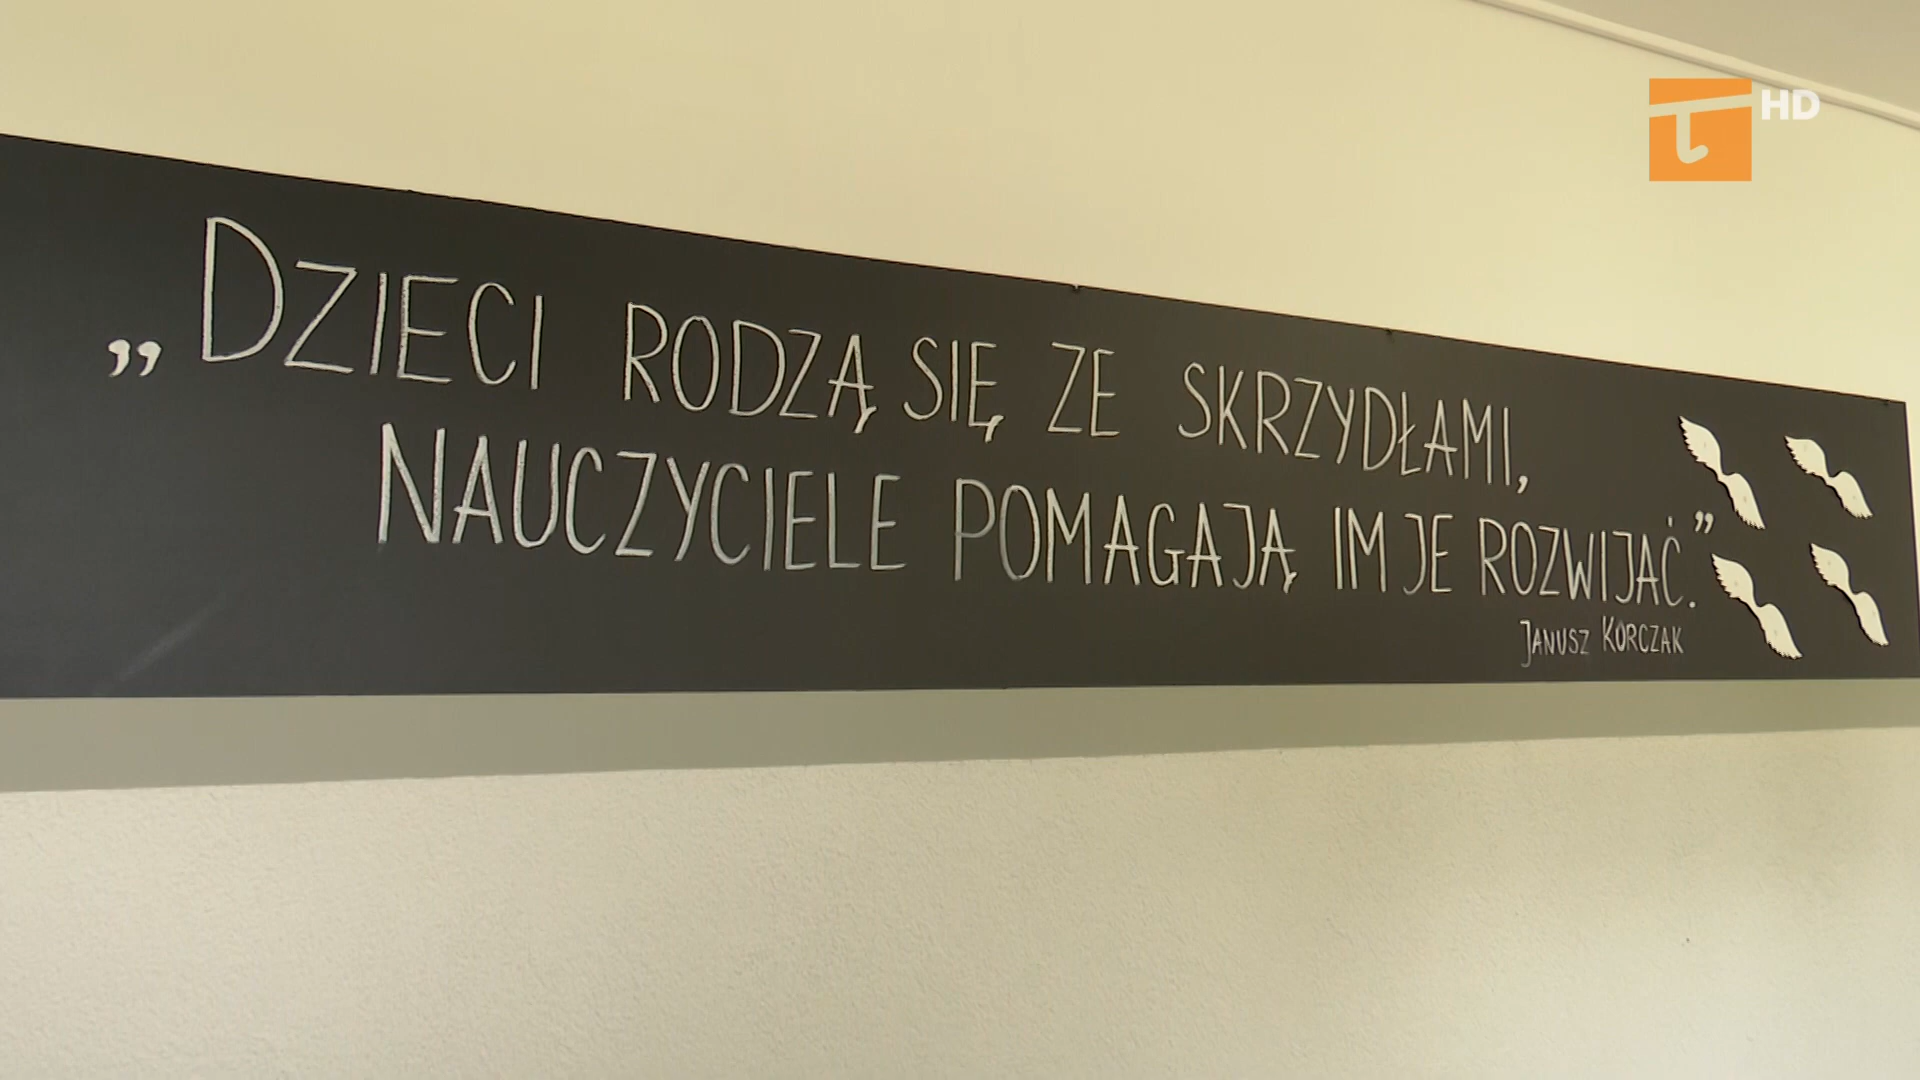 „DZIECI RODZĄ SIĘ ZE SKRZYDŁAMI,
NAUCZYCIELE POMAGAJĄ IM JE ROZWIJAĆ.”
JANUSZ KORCZAK
HD